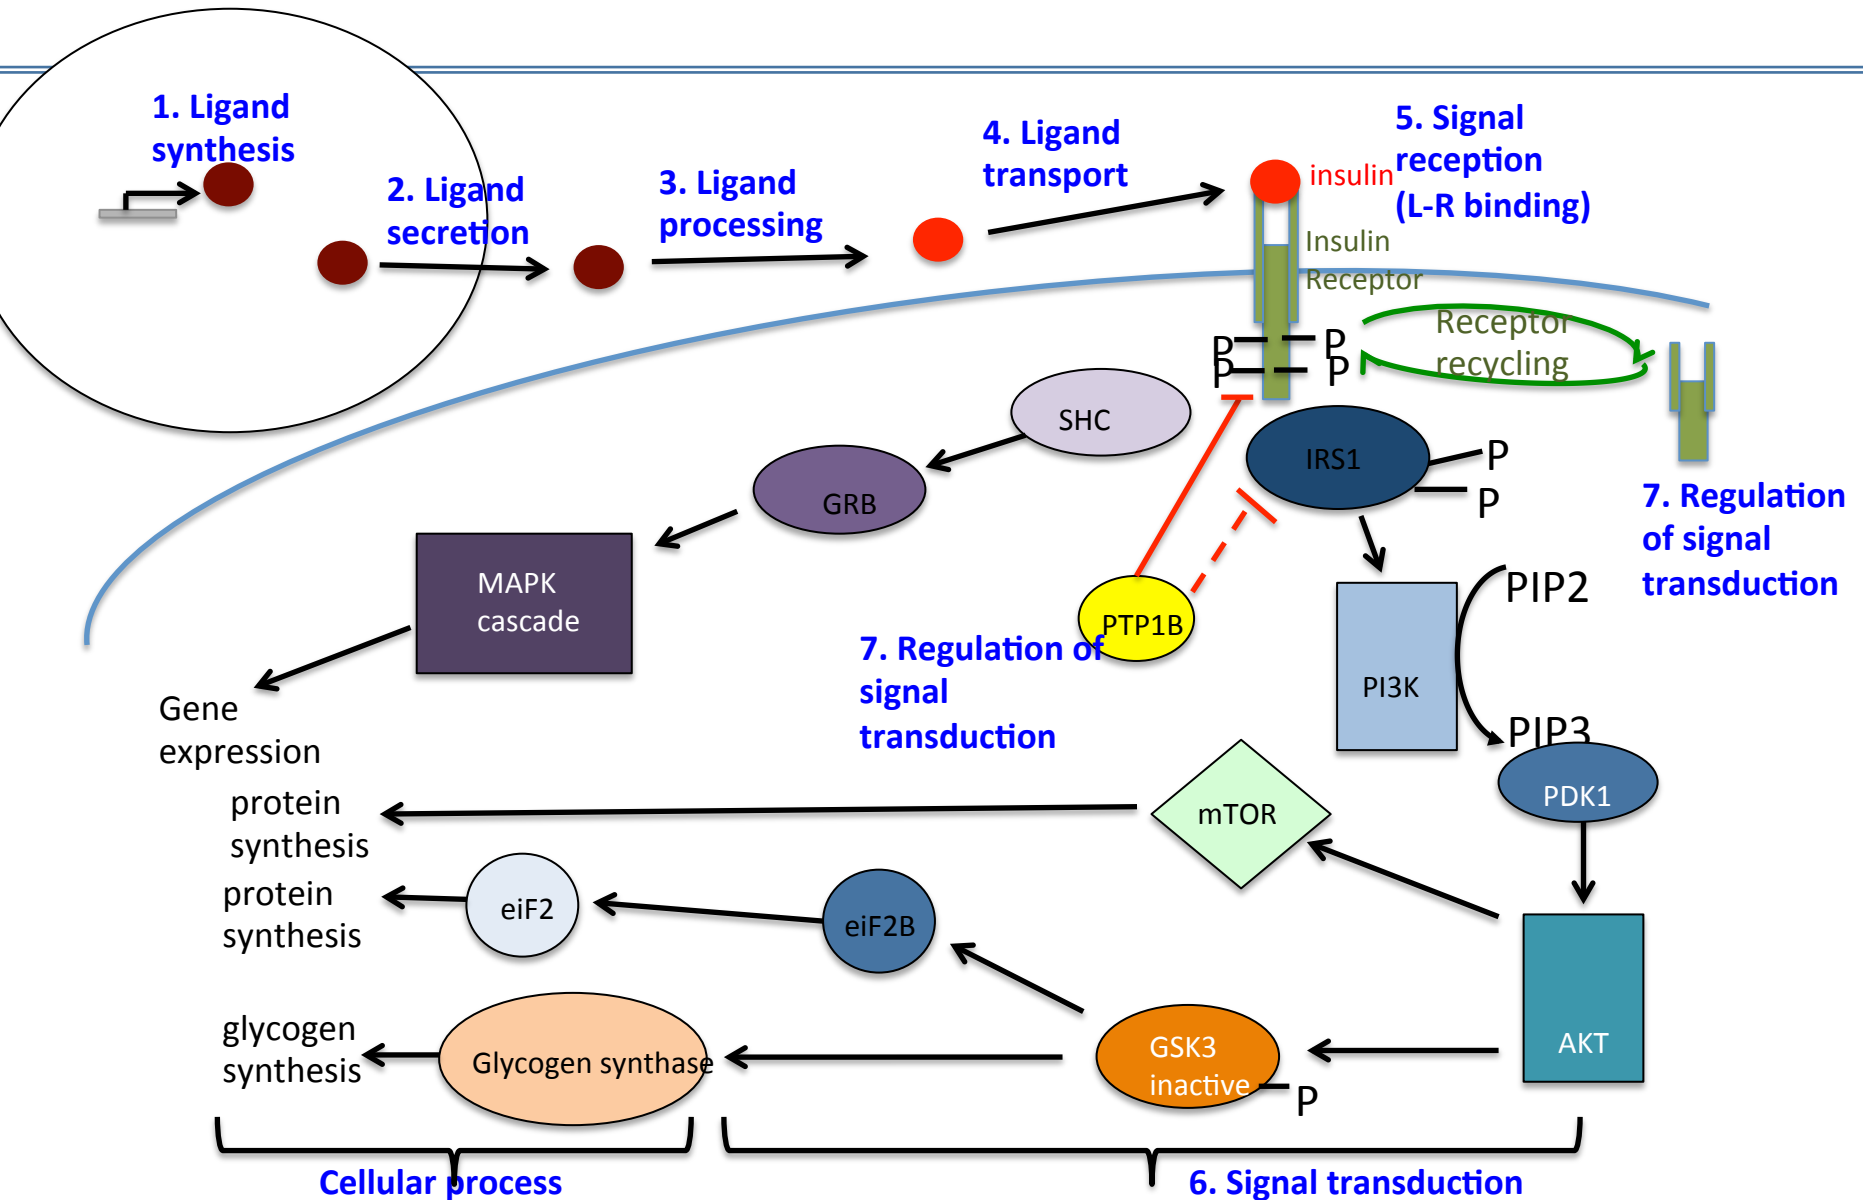 1. Ligand
synthesis
2. Ligand
secretion
3. Ligand
processing
4. Ligand
transport
insulin
5. Signal
reception
(L-R binding)
Insulin
Receptor
P
P
P
P
Receptor
recycling
SHC
GRB
IRS1
P
P
7. Regulation
of signal
transduction
MAPK
cascade
PTP1B
7. Regulation of
signal
transduction
PIP2
PI3K
PIP3
PDK1
Gene
expression
protein
synthesis
mTOR
protein
synthesis
eiF2
eiF2B
glycogen
synthesis
Glycogen synthase
GSK3
inactive
P
AKT
Cellular process
6. Signal transduction